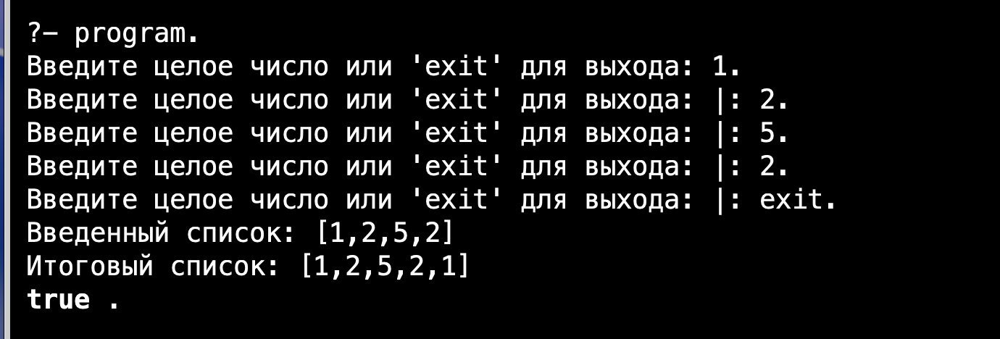 ?- program.
Введите целое число или 'exit' для выхода: 1.
Введите целое число или 'exit' для выхода: |: 2.
Введите целое число или 'exit' для выхода: |: 5.
Введите целое число или 'exit' для выхода: |: 2.
Введите целое число или 'exit' для выхода: |: exit.
Введенный список: [1,2,5,2]
Итоговый список: [1,2,5,2,1]
true .